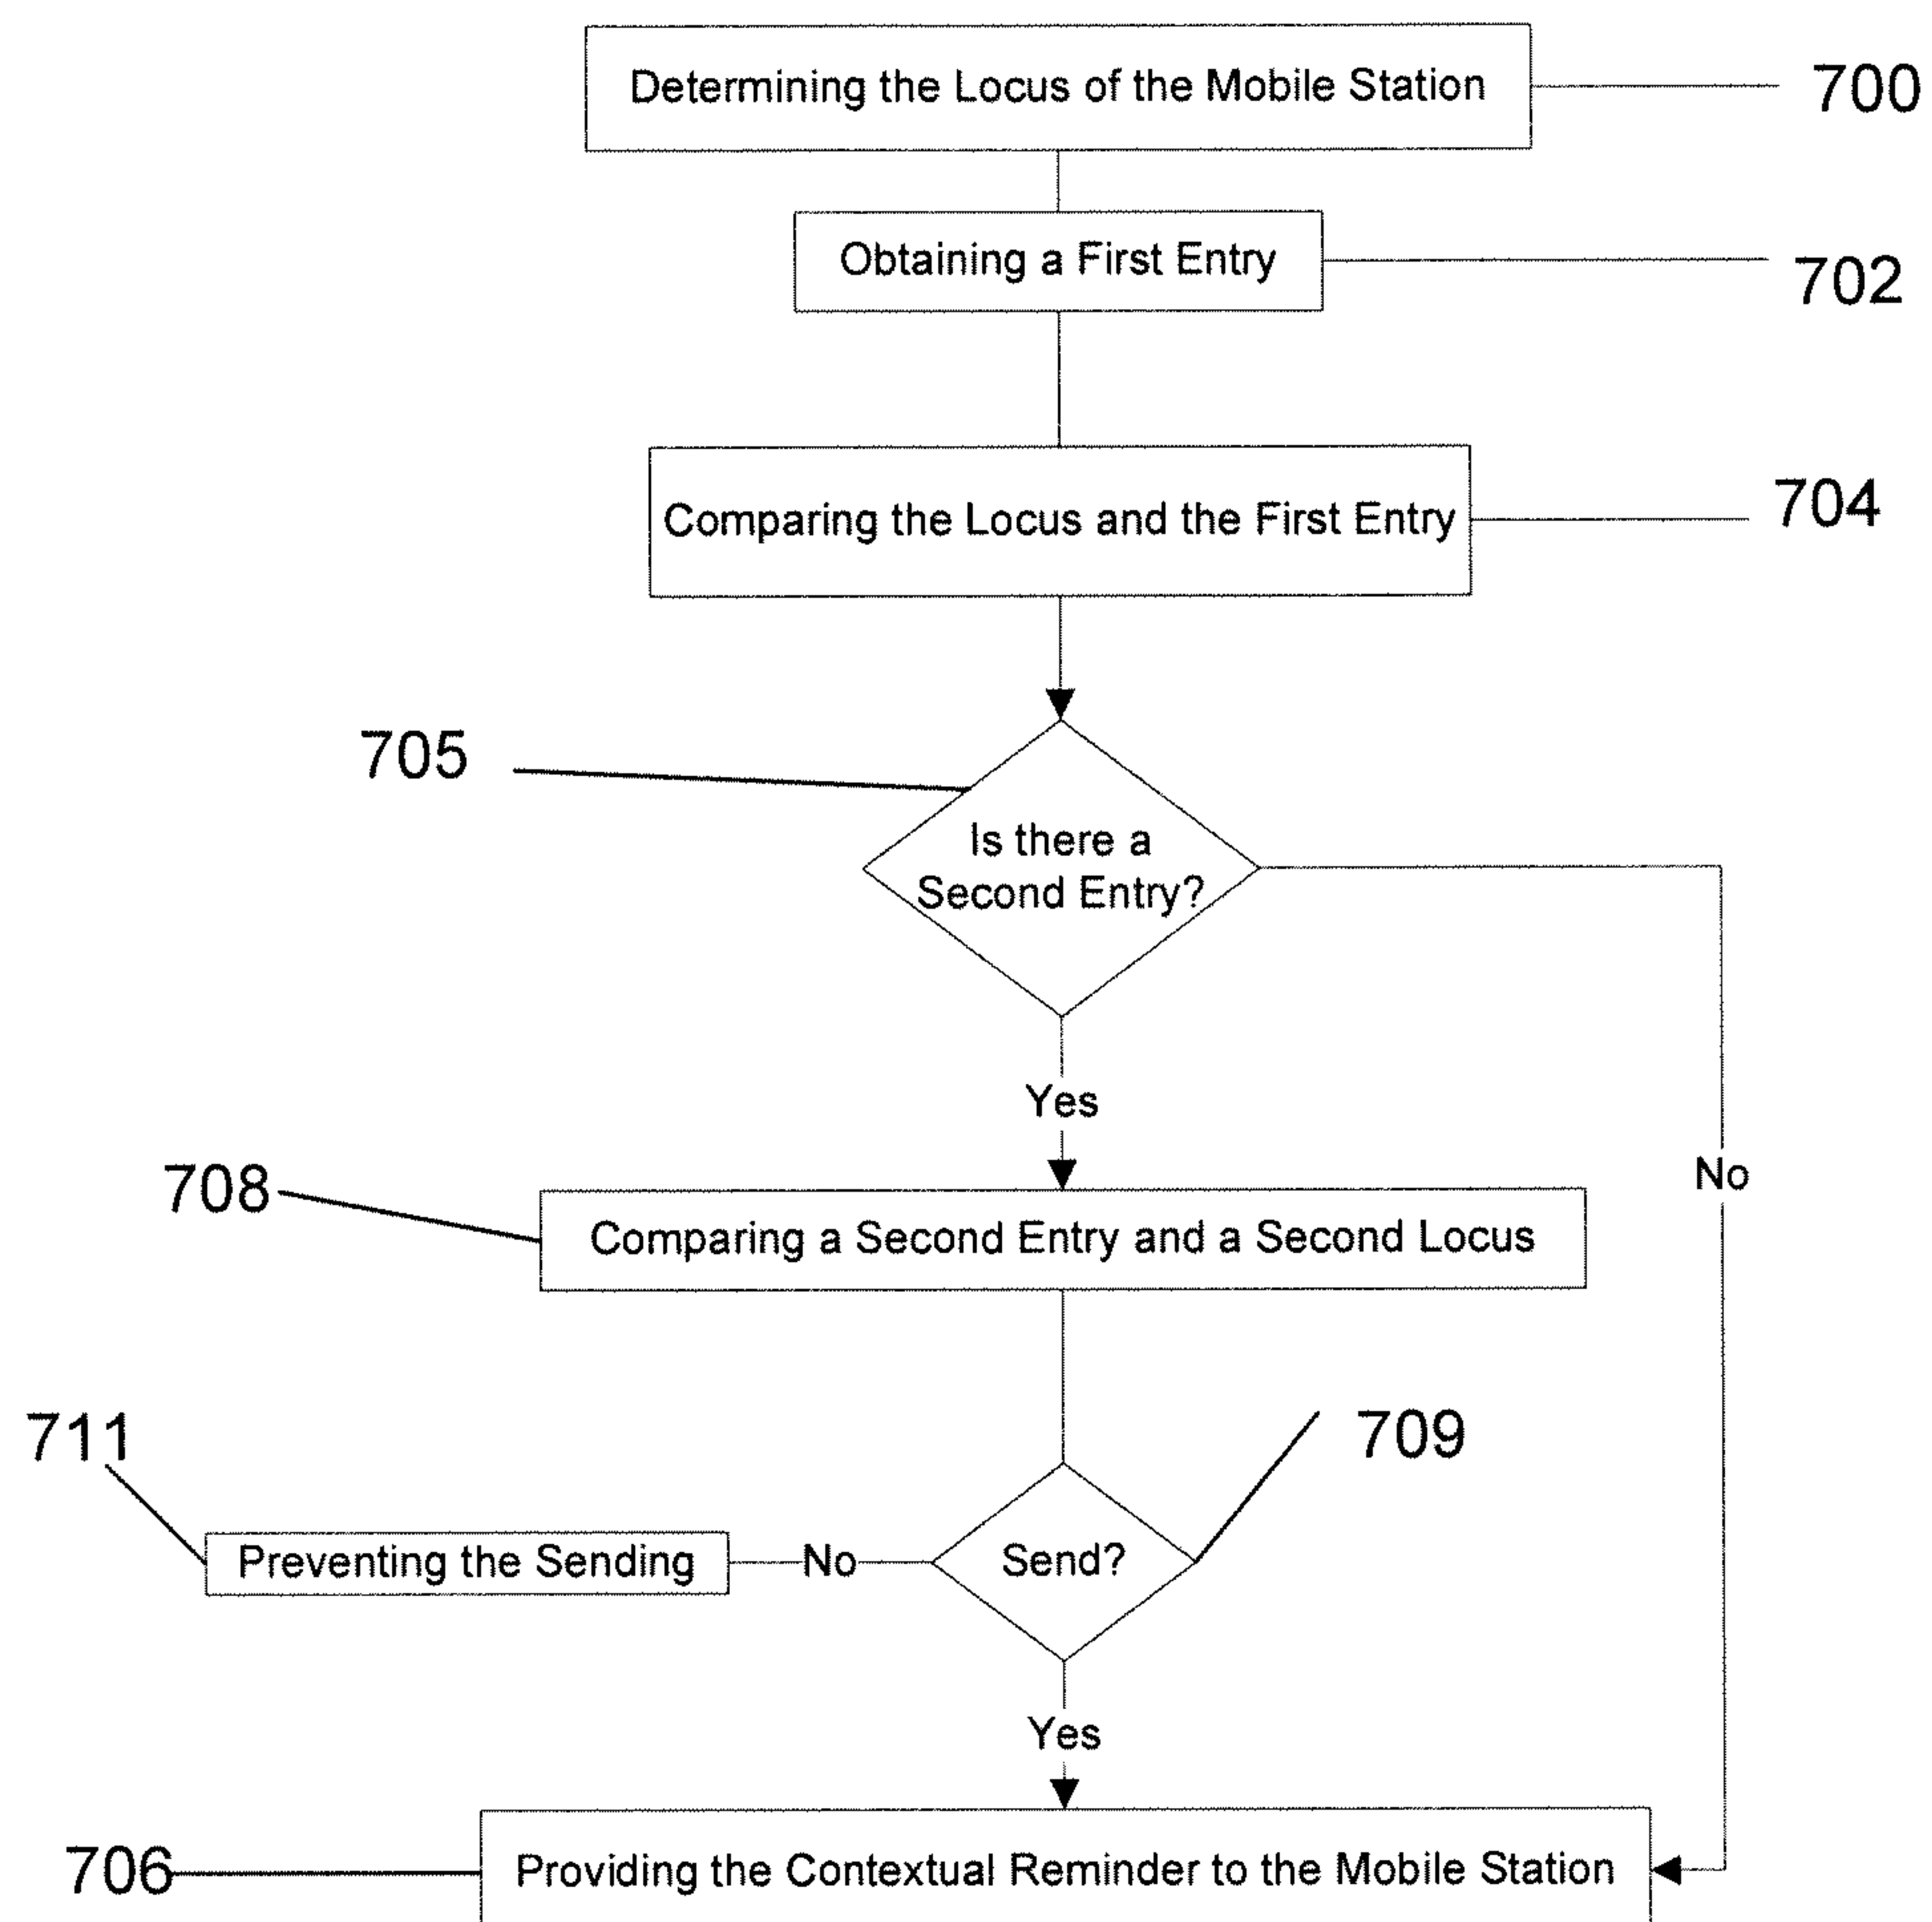 Determining the Locus of the Mobile Station
700
Obtaining a First Entry
702
Comparing the Locus and the First Entry
704
705
Is there a
Second Entry?
Yes
No
708
Comparing a Second Entry and a Second Locus
711
709
Preventing the Sending
No
Send?
Yes
706
Providing the Contextual Reminder to the Mobile Station